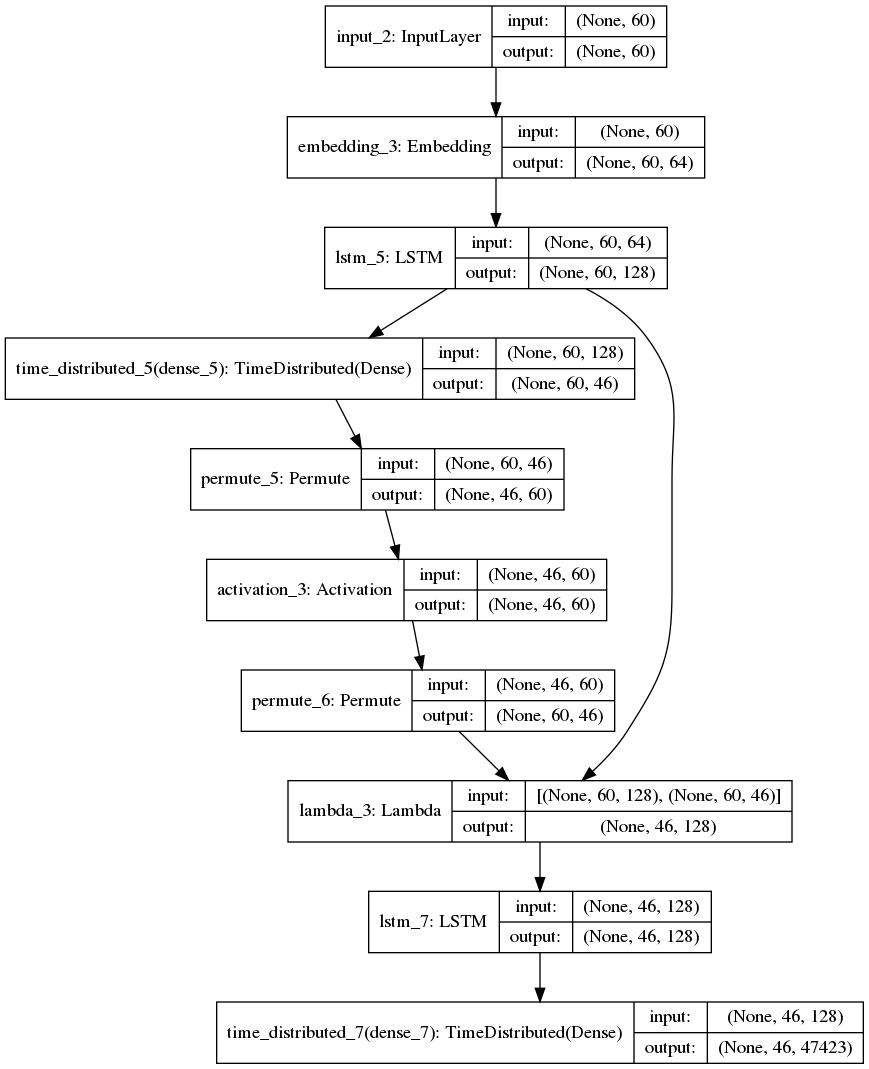 input_2: InputLayer
input: (None, 60)
output: (None, 60)
embedding_3: Embedding
input: (None, 60)
output: (None, 60, 64)
lstm_5: LSTM
input: (None, 60, 64)
output: (None, 60, 128)
time_distributed_5(dense_5): TimeDistributed(Dense)
input: (None, 60, 128)
output: (None, 60, 46)
permute_5: Permute
input: (None, 60, 46)
output: (None, 46, 60)
activation_3: Activation
input: (None, 46, 60)
output: (None, 46, 60)
permute_6: Permute
input: (None, 46, 60)
output: (None, 60, 46)
lambda_3: Lambda
input: [(None, 60, 128), (None, 60, 46)]
output: (None, 46, 128)
lstm_7: LSTM
input: (None, 46, 128)
output: (None, 46, 128)
time_distributed_7(dense_7): TimeDistributed(Dense)
input: (None, 46, 128)
output: (None, 46, 47423)